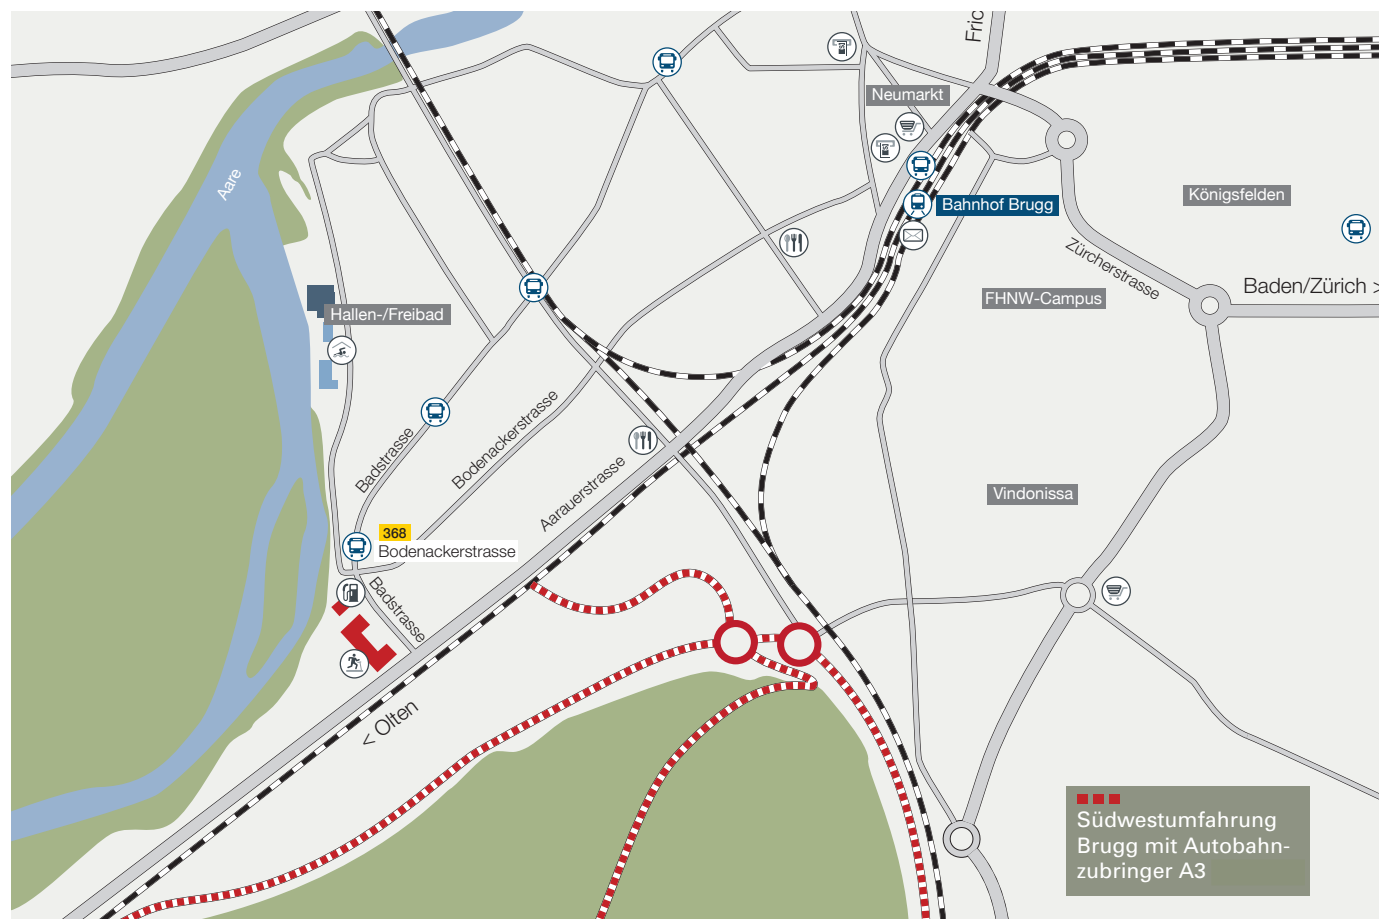 Fric
Neumarkt
Aare
Königsfelden
Bahnhof Brugg
Zürcherstrasse
Baden/Zürich >
FHNW-Campus
Hallen-/Freibad
Badstrasse
Bodenackerstrasse
Aarauerstrasse
Vindonissa
368
Bodenackerstrasse
Badstrasse
< Olten
Südwestumfahrung
Brugg mit Autobahn-
zubringer A3